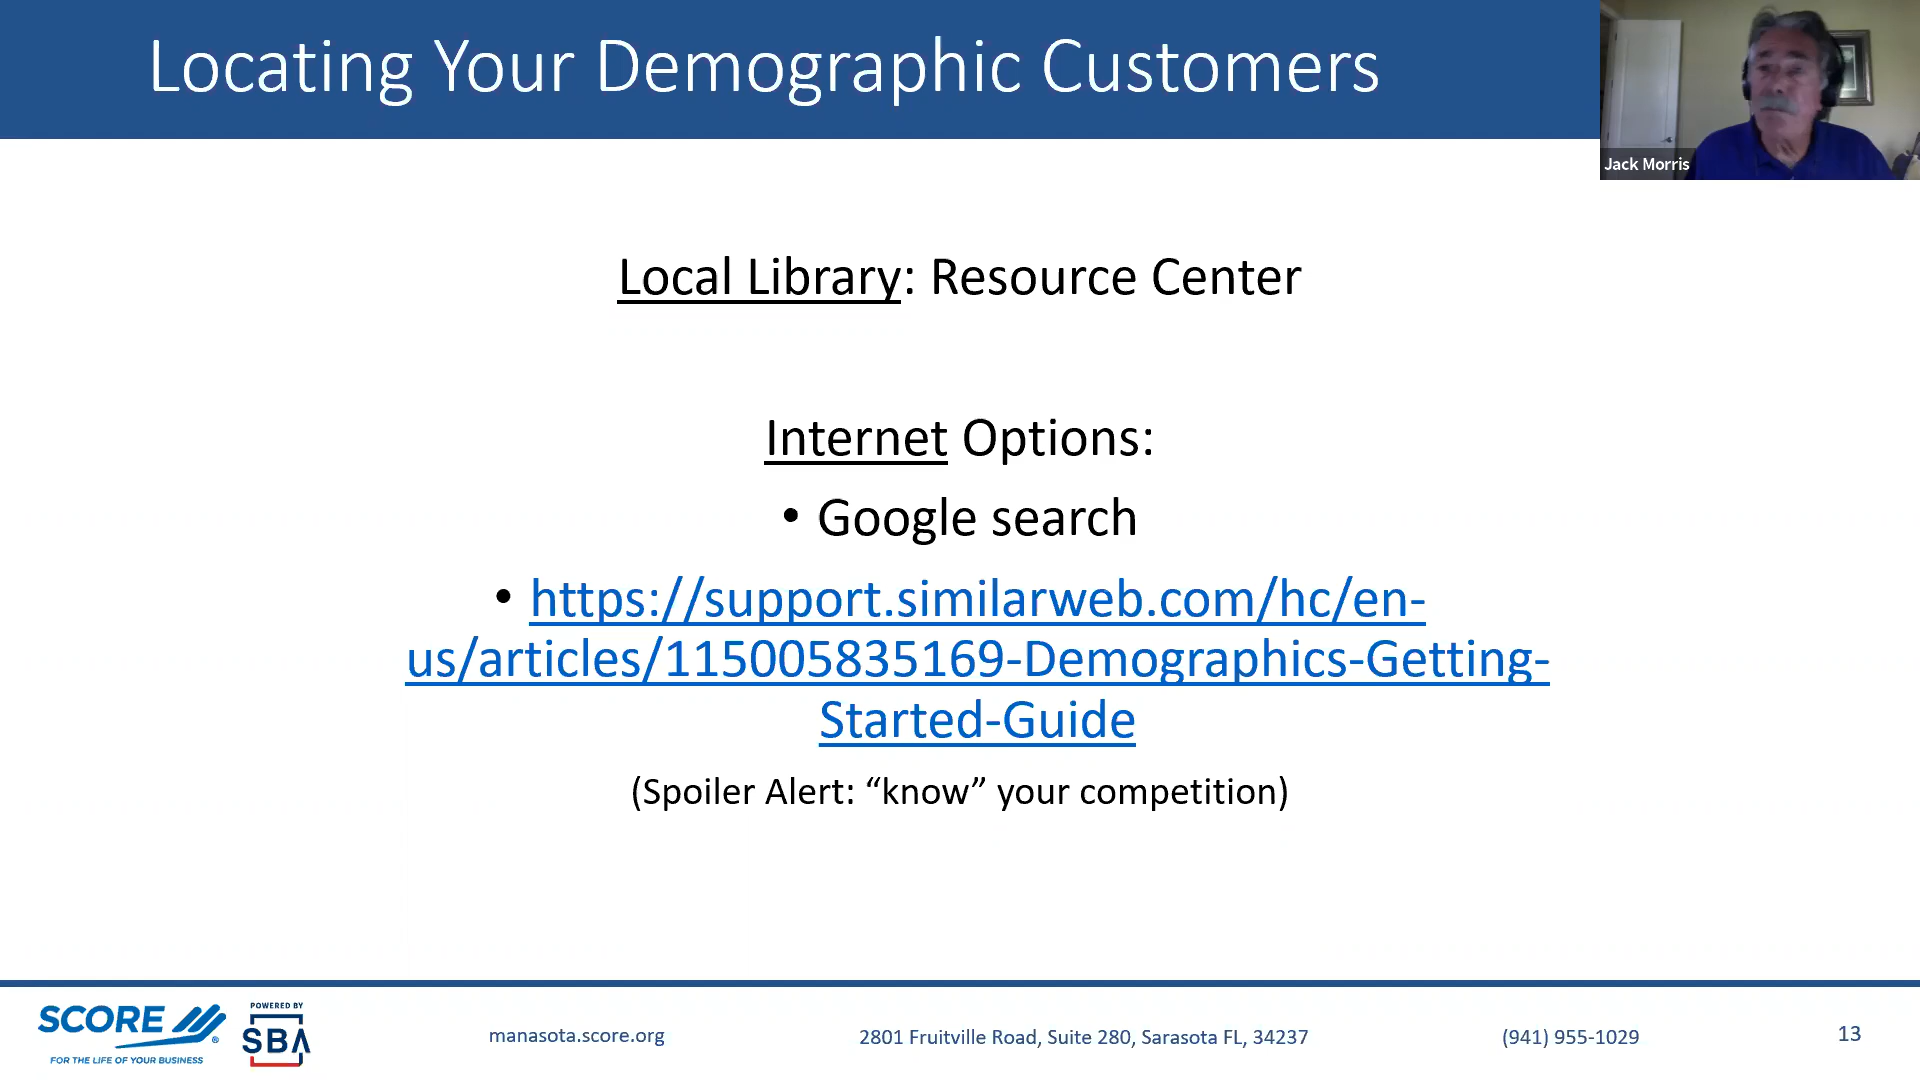 Locating Your Demographic Customers
Jack Morris
Local Library: Resource Center
Internet Options:
• Google search
• https://support.similarweb.com/hc/en-
us/articles/115005835169-Demographics-Getting-
Started-Guide
(Spoiler Alert: “know” your competition)
SCORE ®
FOR THE LIFE OF YOUR BUSINESS
POWERED BY
SBA
manasota.score.org
2801 Fruitville Road, Suite 280, Sarasota FL, 34237
(941) 955-1029
13